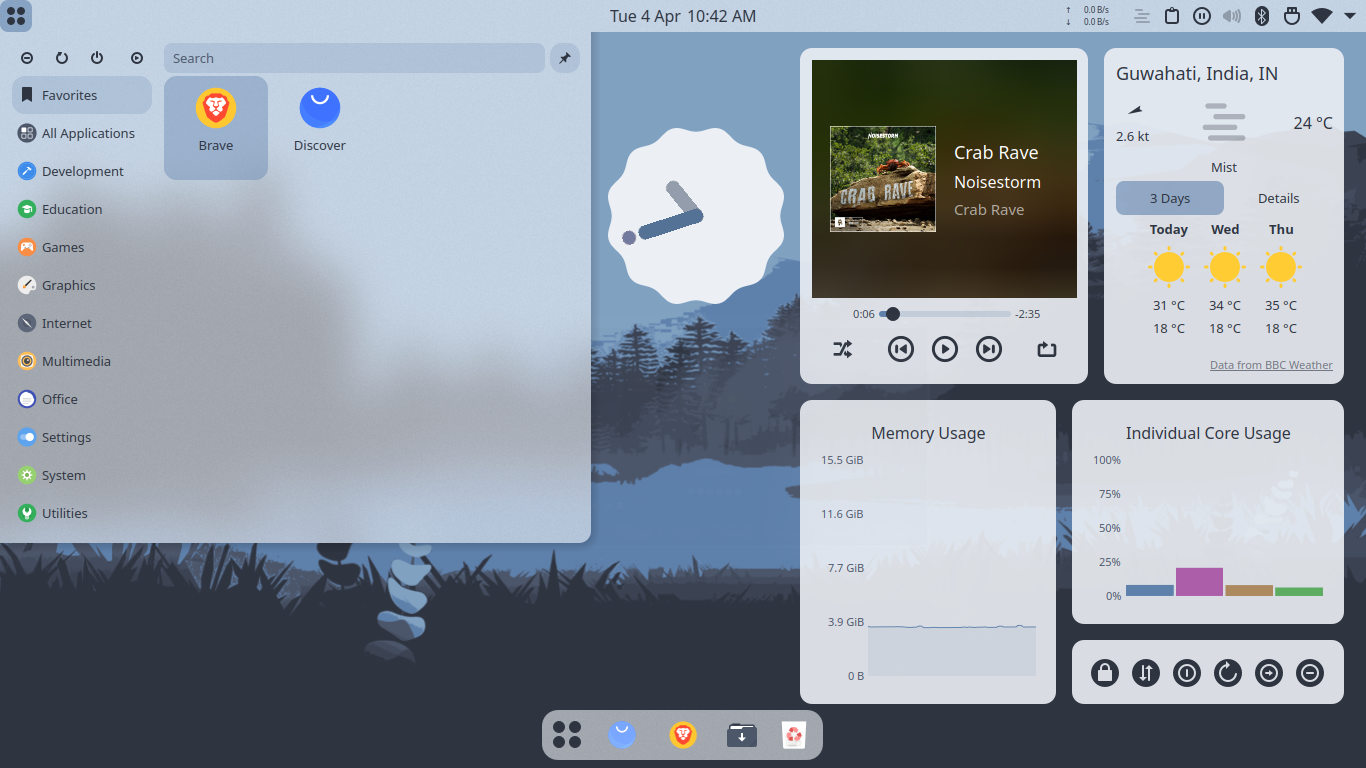 Tue 4 Apr 10:42 AM
↑ 0.0 B/s
↓ 0.0 B/s
Search
Favorites
All Applications
Development
Education
Games
Graphics
Internet
Multimedia
Office
Settings
System
Utilities
Brave
Discover
NOISESTORM
CRAB RAVE
Crab Rave
Noisestorm
Crab Rave
0:06
-2:35
Guwahati, India, IN
2.6 kt
24 °C
Mist
3 Days
Details
Today Wed Thu
31 °C 34 °C 35 °C
18 °C 18 °C 18 °C
Data from BBC Weather
Memory Usage
15.5 GiB
11.6 GiB
7.7 GiB
3.9 GiB
0 B
Individual Core Usage
100%
75%
50%
25%
0%